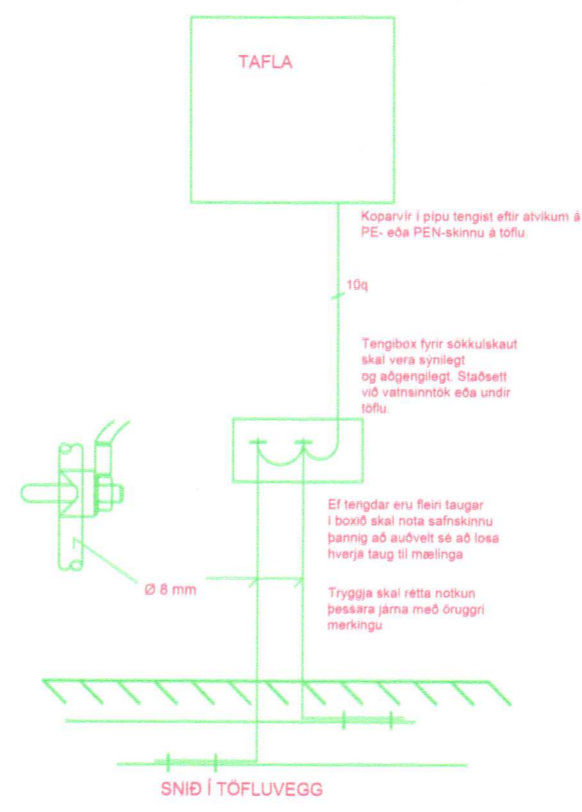 TAFLA
Koparvír í pípu tengist eftir atvikum á
PE- eða PEN-skinnu á töflu.
10q
Tengibox fyrir sökkulskaut
skal vera sýnilegt
og aðgengilegt. Staðsett
við vatnsinntök eða undir
töflu.
Ef tengdar eru fleiri taugar
í boxið skal nota safnskinnu
þannig að auðvelt sé að losa
hverja taug til mælinga
Ø 8 mm
Tryggja skal rétta notkun
þessara járna með öruggri
merkingu
SNIÐ Í TÖFLUVEGG